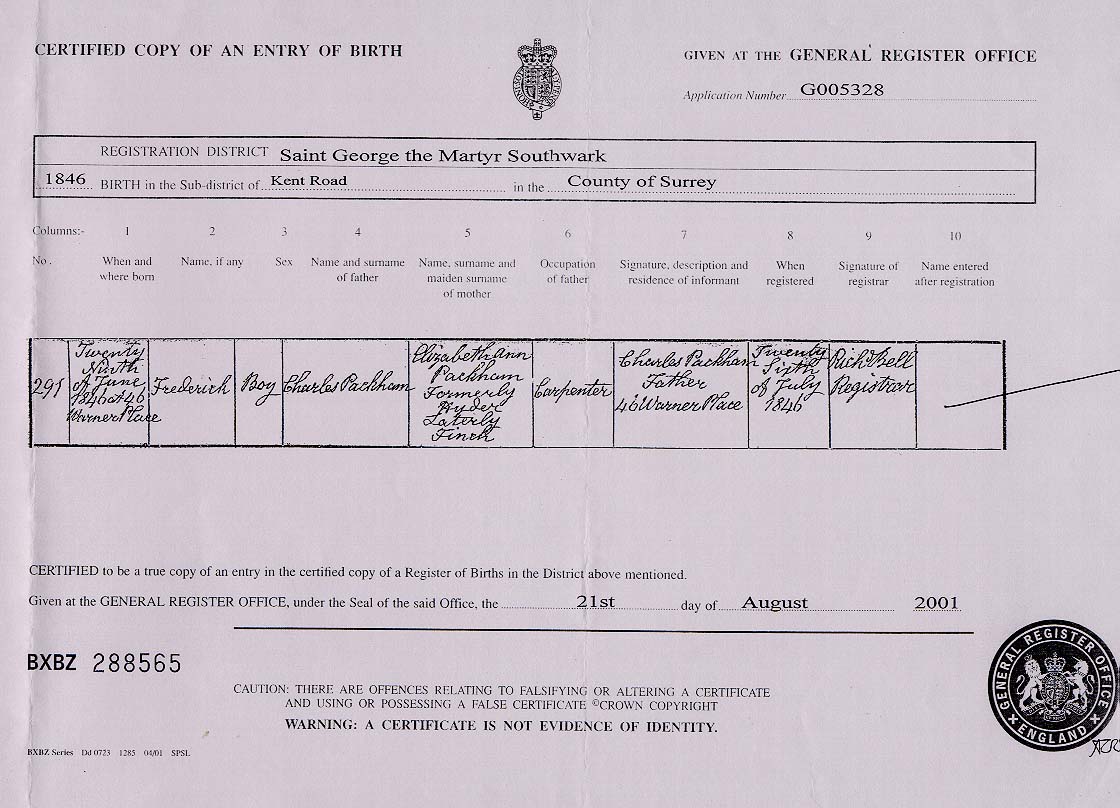 CERTIFIED COPY OF AN ENTRY OF BIRTH
GIVEN AT THE GENERAL REGISTER OFFICE
Application Number G005328
REGISTRATION DISTRICT Saint George the Martyr Southwark
1846 BIRTH in the Sub-district of Kent Road in the County of Surrey
Columns:- 1 2 3 4 5 6 7 8 9 10
No.
When and
where born
Name, if any
Sex
Name and surname
of father
Name, surname and
maiden surname
of mother
Occupation
of father
Signature, description and
residence of informant
When
registered
Signature of
registrar
Name entered
after registration
291
Twenty
Ninth
of June
1846 at 46
Warner Place
Frederich
Boy
Charles Packham
Elizabeth Ann
Packham
Formerly
Ryder
Laterly
Finch
Carpenter
Charles Packham
Father
46 Warner Place
Twenty
Sixth
of July
1846
Richd Bell
Registrar
CERTIFIED to be a true copy of an entry in the certified copy of a Register of Births in the District above mentioned.
Given at the GENERAL REGISTER OFFICE, under the Seal of the said Office, the 21st day of August 2001
BXBZ 288565
CAUTION: THERE ARE OFFENCES RELATING TO FALSIFYING OR ALTERING A CERTIFICATE
AND USING OR POSSESSING A FALSE CERTIFICATE ©CROWN COPYRIGHT
WARNING: A CERTIFICATE IS NOT EVIDENCE OF IDENTITY.
BXBZ Series Dd 0723 1285 04/01 SPSL
GENERAL REGISTER OFFICE
ENGLAND